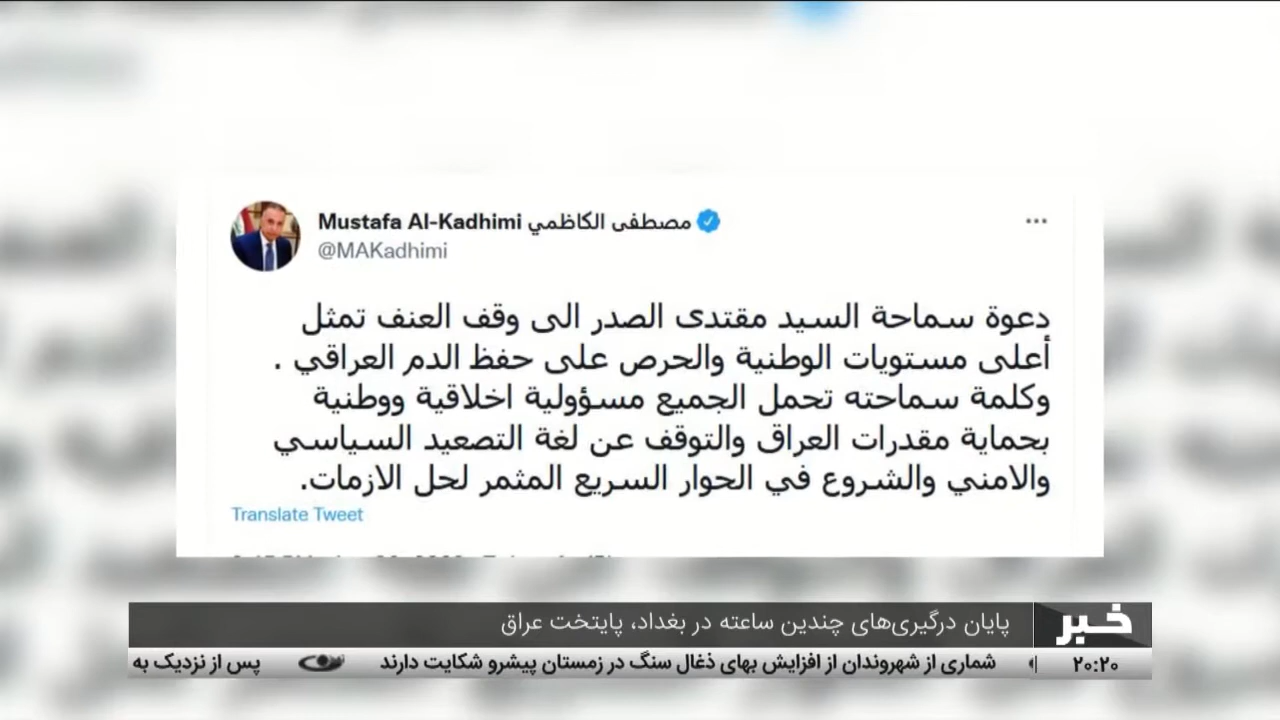 Mustafa Al-Kadhimi مصطفى الكاظمي
@MAKadhimi
دعوة سماحة السيد مقتدى الصدر الى وقف العنف تمثل
أعلى مستويات الوطنية والحرص على حفظ الدم العراقي .
وكلمة سماحته تحمل الجميع مسؤولية اخلاقية ووطنية
بحماية مقدرات العراق والتوقف عن لغة التصعيد السياسي
والامني والشروع في الحوار السريع المثمر لحل الازمات.
Translate Tweet
خبر
پایان درگیری‌های چندین ساعته در بغداد، پایتخت عراق
۲۰:۲۰
شماری از شهروندان از افزایش بهای ذغال سنگ در زمستان پیشرو شکایت دارند
پس از نزدیک به